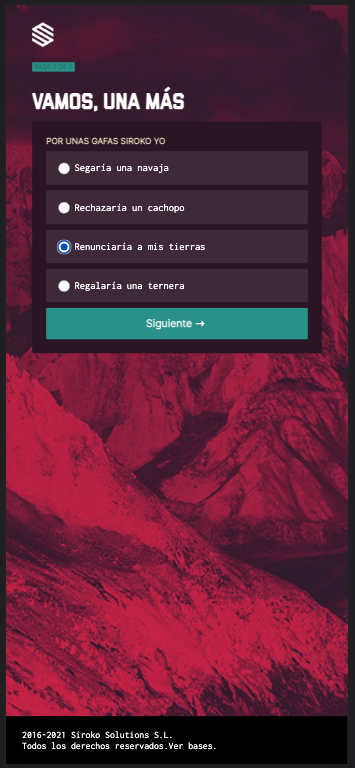 PASO 2 DE 3
VAMOS, UNA MÁS
POR UNAS GAFAS SIROKO YO
Segaría una navaja
Rechazaría un cachopo
Renunciaría a mis tierras
Regalaría una ternera
Siguiente →
2016-2021 Siroko Solutions S.L.
Todos los derechos reservados.Ver bases.